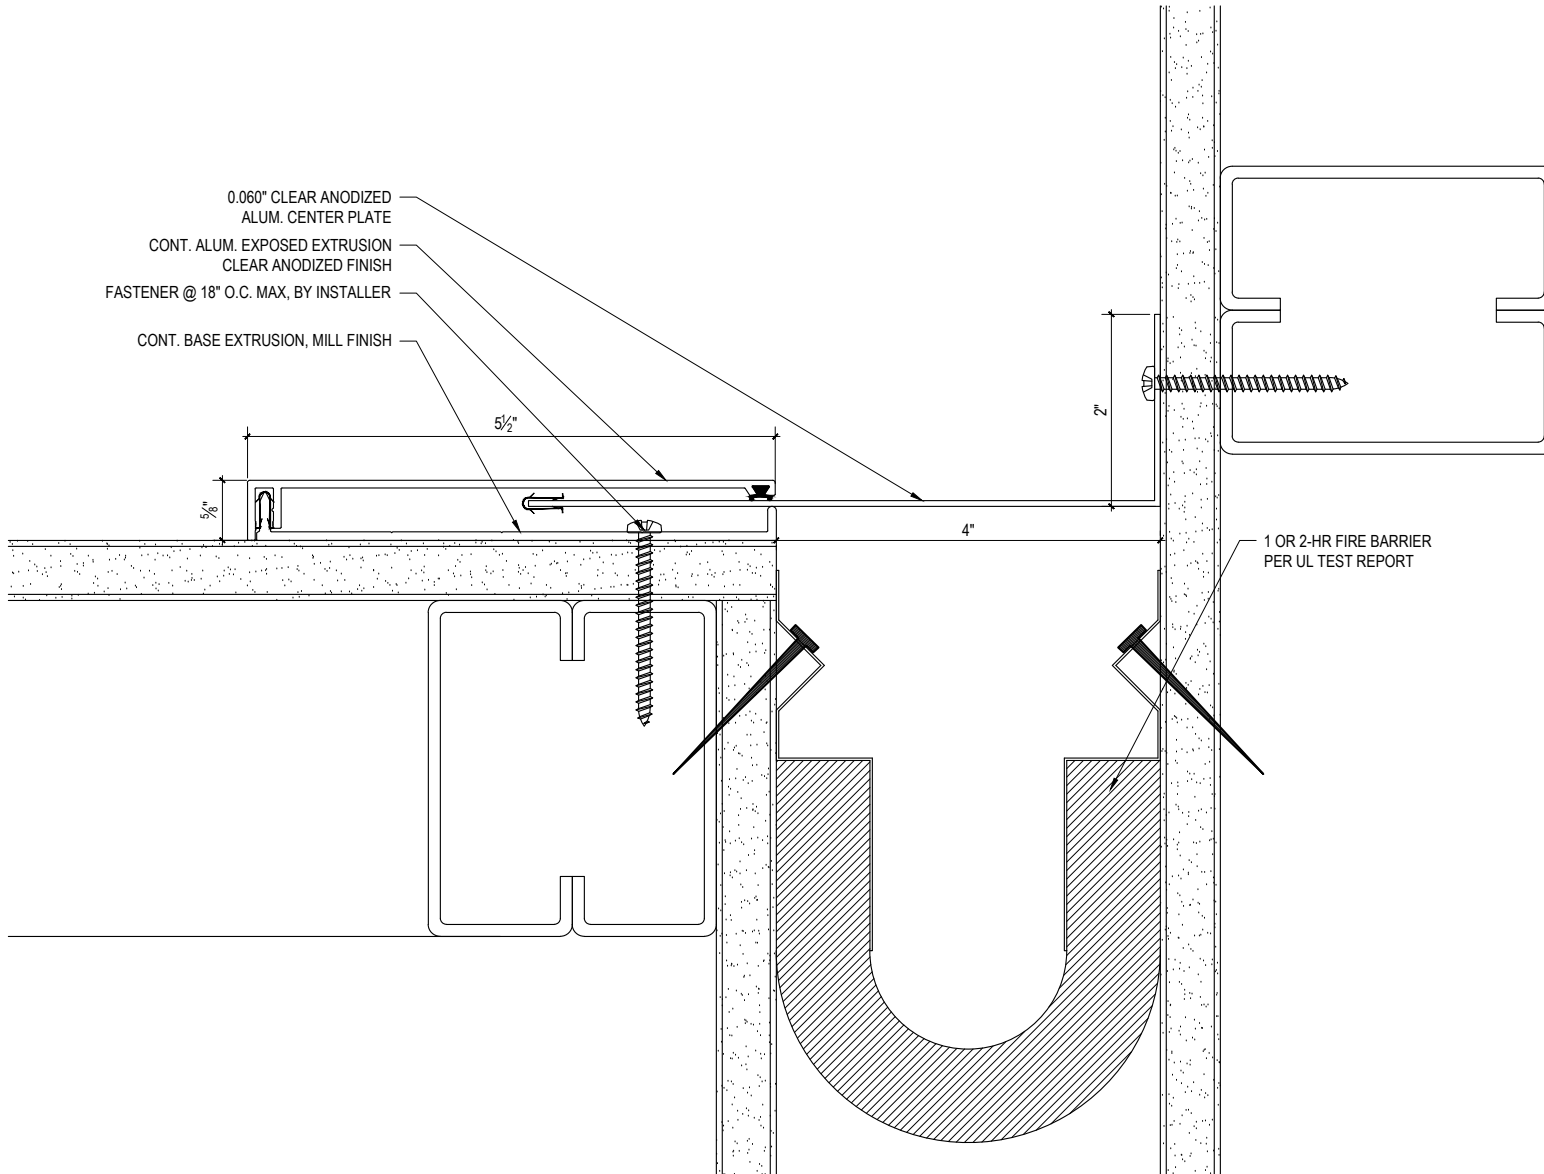 0.060" CLEAR ANODIZED
ALUM. CENTER PLATE
CONT. ALUM. EXPOSED EXTRUSION
CLEAR ANODIZED FINISH
FASTENER @ 18" O.C. MAX, BY INSTALLER
CONT. BASE EXTRUSION, MILL FINISH
5½"
2"
⅝"
4"
1 OR 2-HR FIRE BARRIER
PER UL TEST REPORT